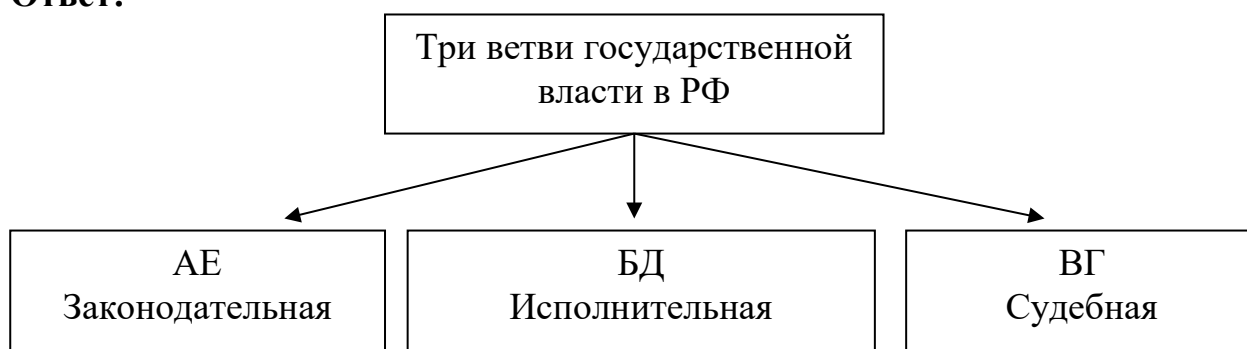 Ответ:
Три ветви государственной
власти в РФ
АЕ
Законодательная
БД
Исполнительная
ВГ
Судебная